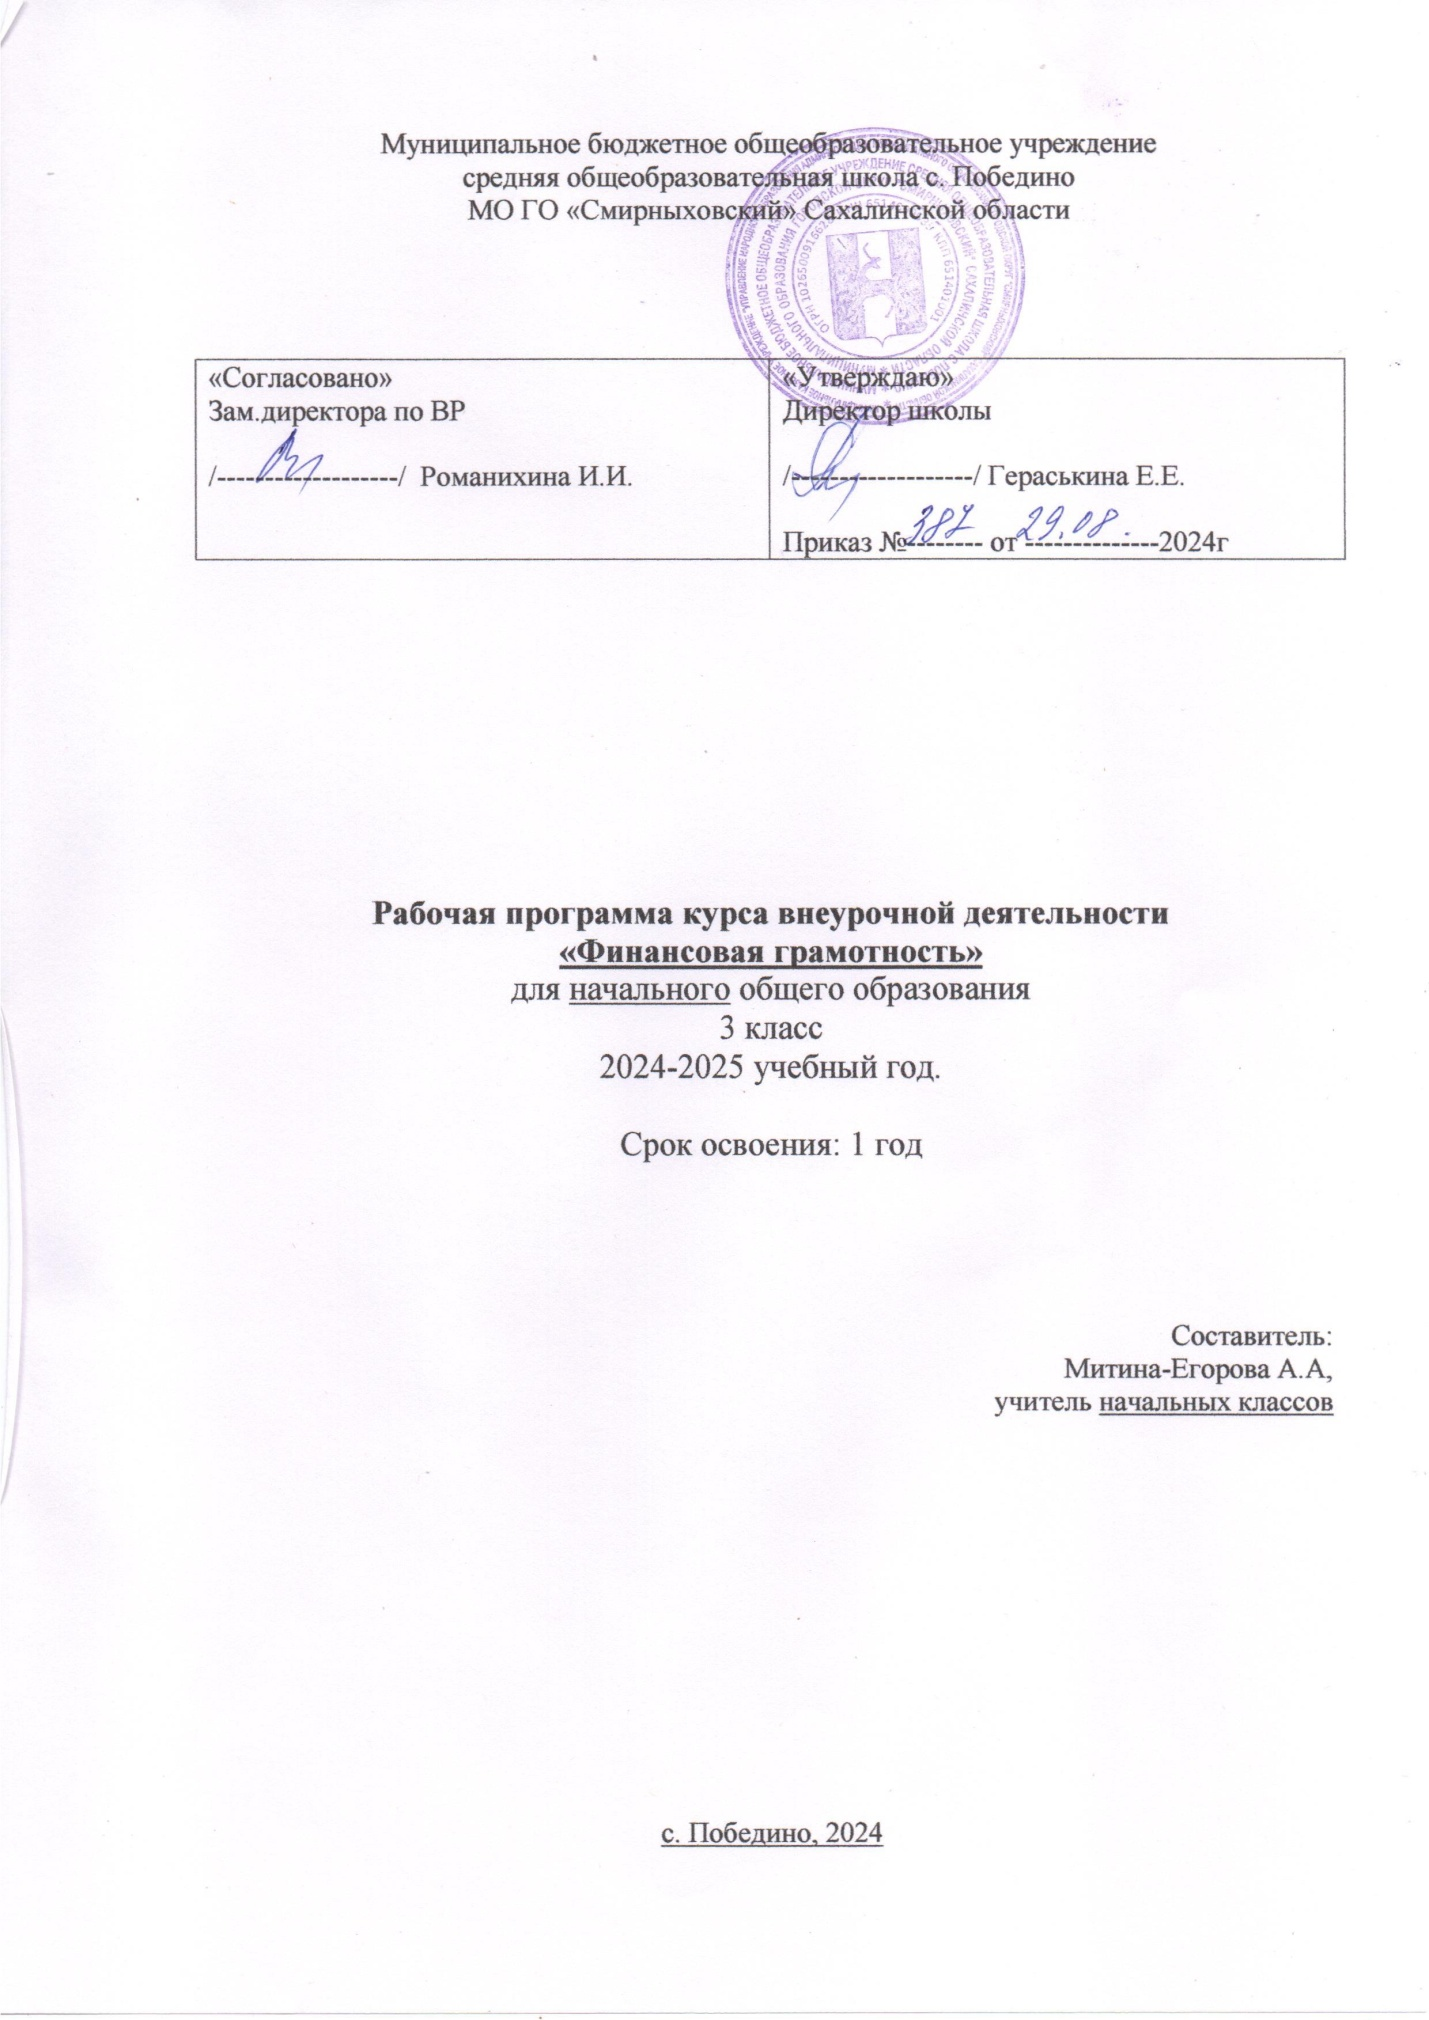 Муниципальное бюджетное общеобразовательное учреждение
средняя общеобразовательная школа с. Победино
МО ГО «Смирныховский» Сахалинской области
«Согласовано»
Зам.директора по ВР
/-------------------/ Романихина И.И.
«Утверждаю»
Директор школы
/-------------------/ Гераськина Е.Е.
Приказ № 387 от 29.08. 2024г
Рабочая программа курса внеурочной деятельности
«Финансовая грамотность»
для начального общего образования
3 класс
2024-2025 учебный год.
Срок освоения: 1 год
Составитель:
Митина-Егорова А.А,
учитель начальных классов
с. Победино, 2024